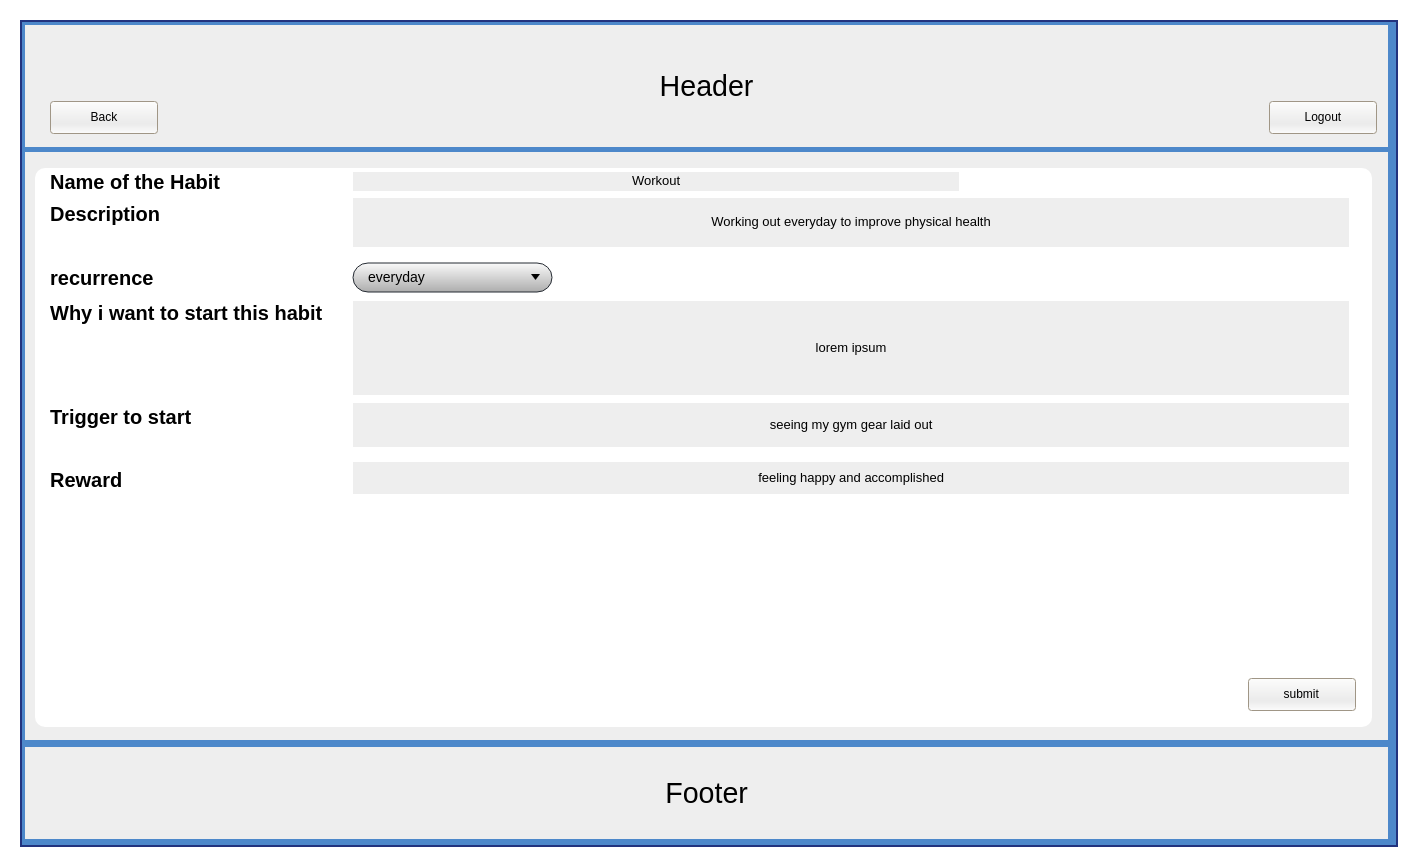 Header
Back
Logout
Name of the Habit
Workout
Description
Working out everyday to improve physical health
recurrence
everyday
Why i want to start this habit
lorem ipsum
Trigger to start
seeing my gym gear laid out
Reward
feeling happy and accomplished
submit
Footer